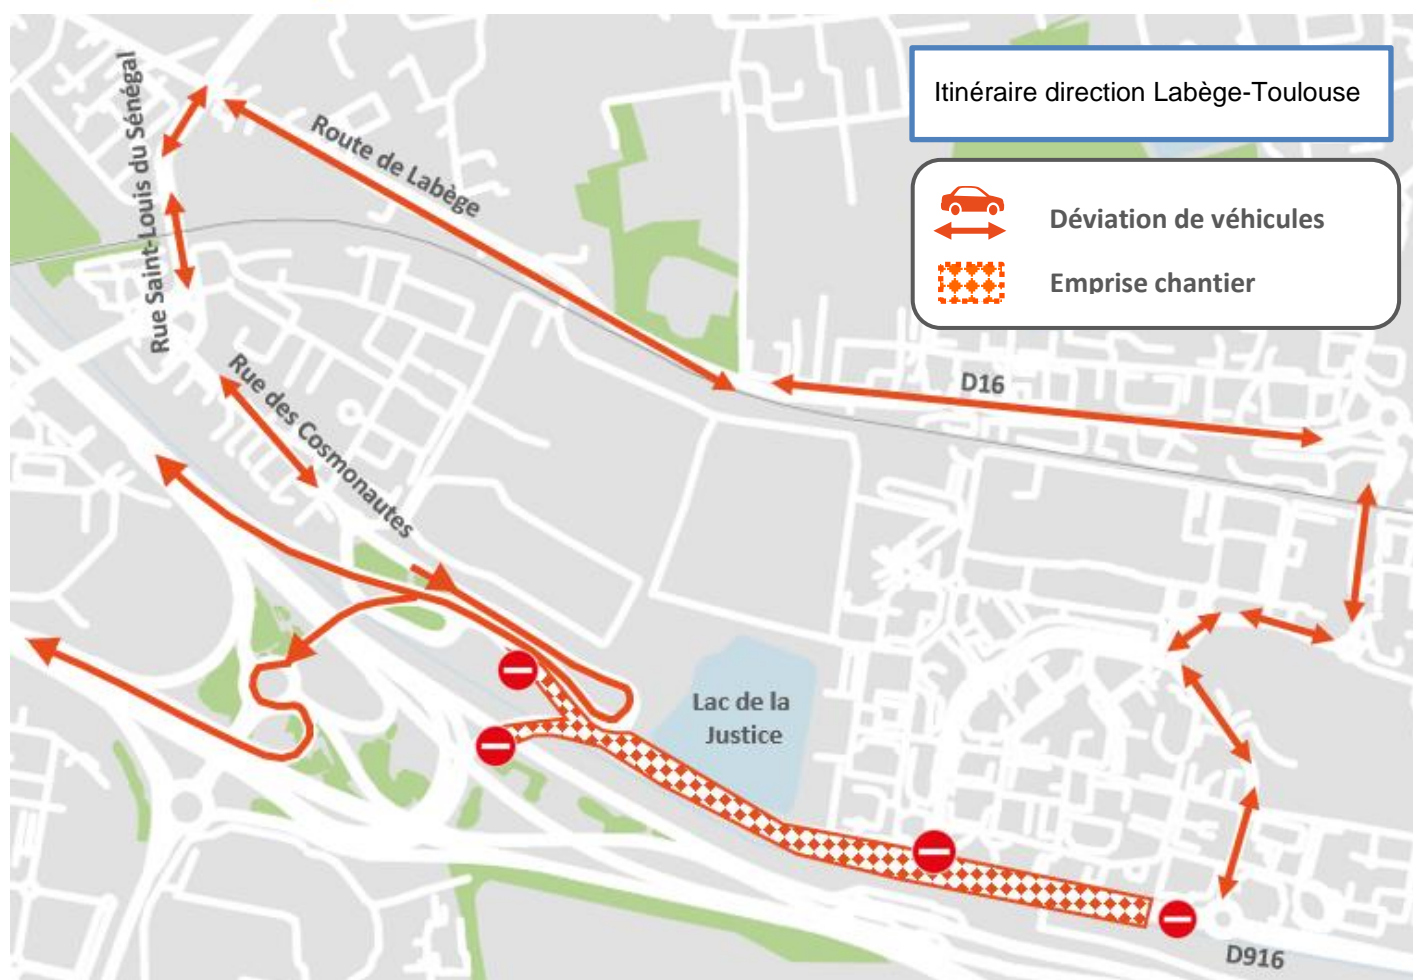 Itinéraire direction Labège-Toulouse
Déviation de véhicules
Emprise chantier
Rue Saint-Louis du Sénégal
Route de Labège
D16
Rue des Cosmonautes
Lac de la
Justice
D916